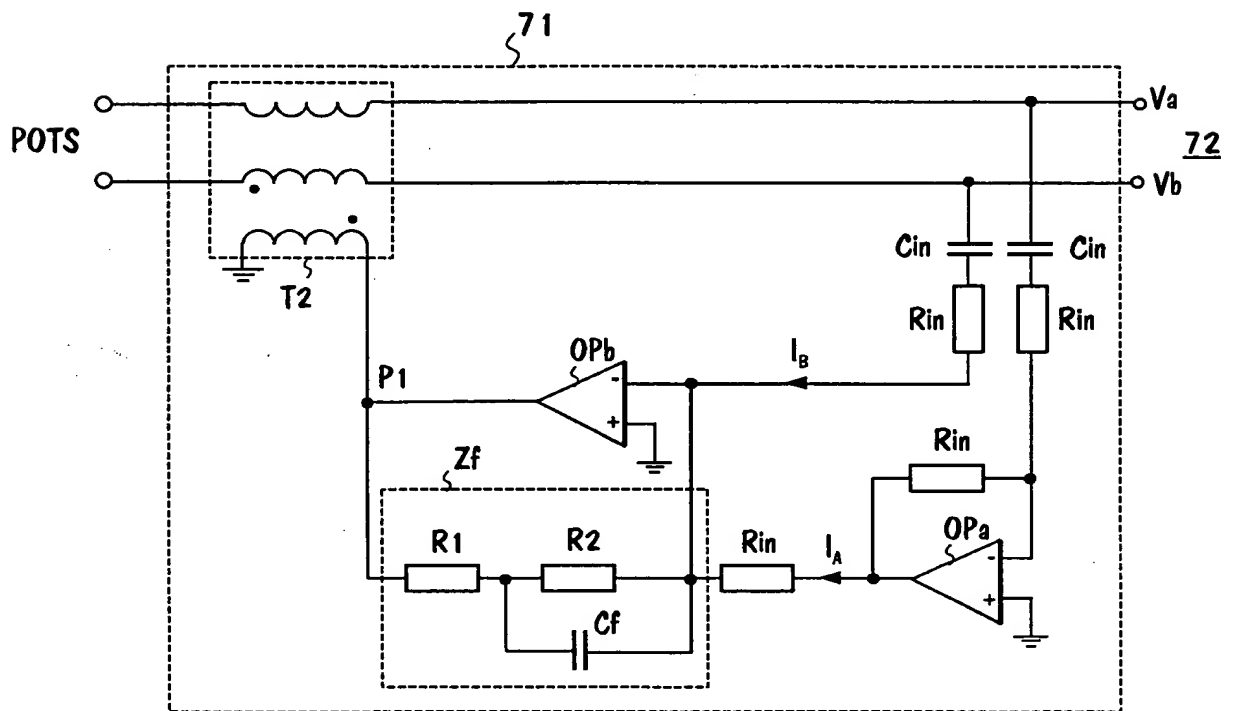 71
POTS
Va
72
Vb
T2
Cin
Cin
Rin
Rin
OPb
IB
P1
-
+
Zf
Rin
R1
R2
Rin
IA
OPa
-
+
Cf